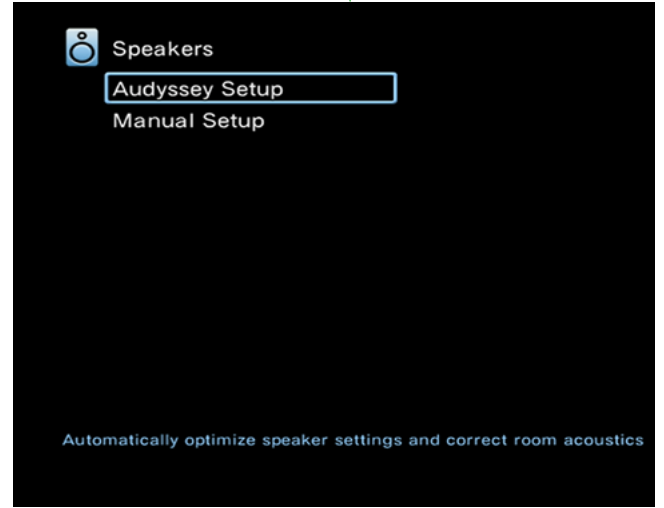 Speakers
Audyssey Setup
Manual Setup
Automatically optimize speaker settings and correct room acoustics